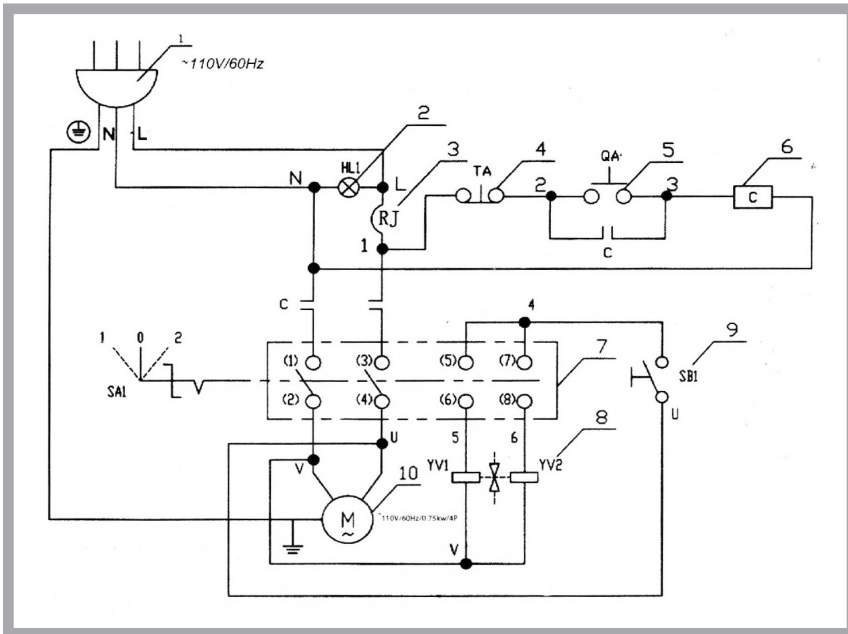 1
~110V/60Hz
N
L
HL1
2
3
4
5
6
N
L
TA
QA
2
3
C
RJ
1
C
C
4
1 0 2
(1) (3) (5) (7)
7
9
SA1
SB1
(2) (4) (6) (8)
U
U
5
6
8
V
YV1
YV2
10
M
~
~110V/60Hz/0.75kw/4P
V